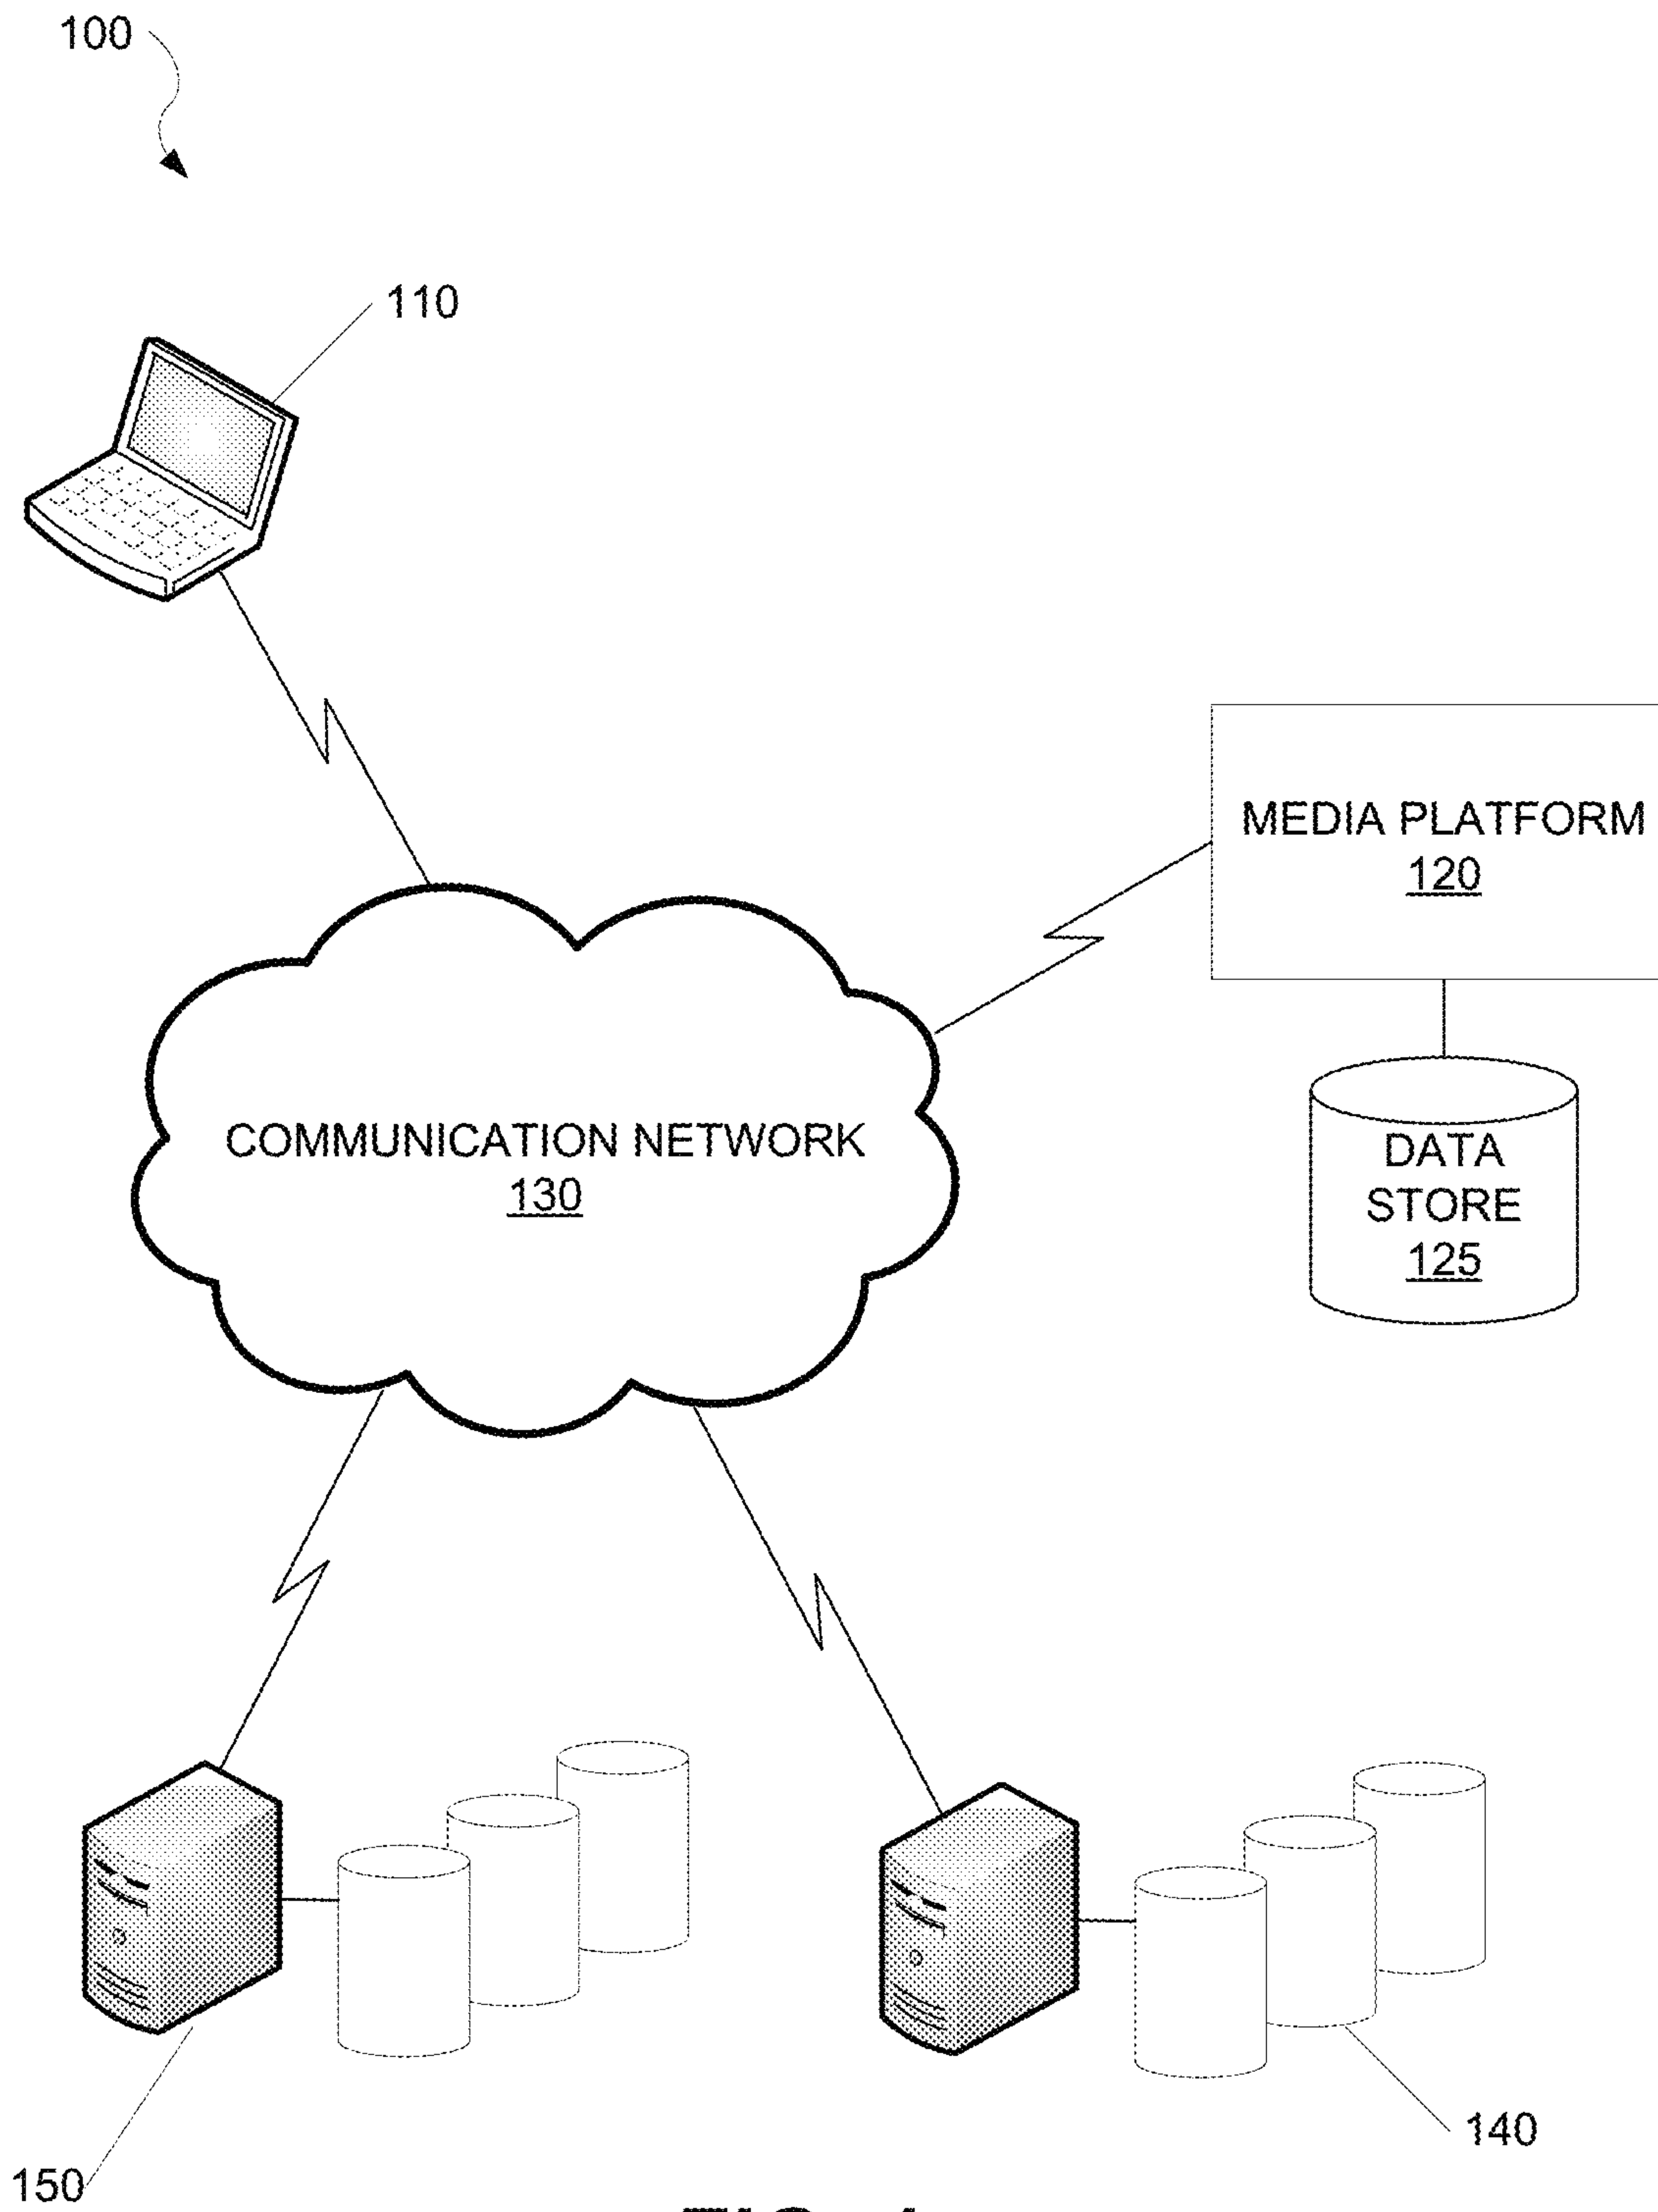 100
110
MEDIA PLATFORM
120
COMMUNICATION NETWORK
130
DATA
STORE
125
140
150